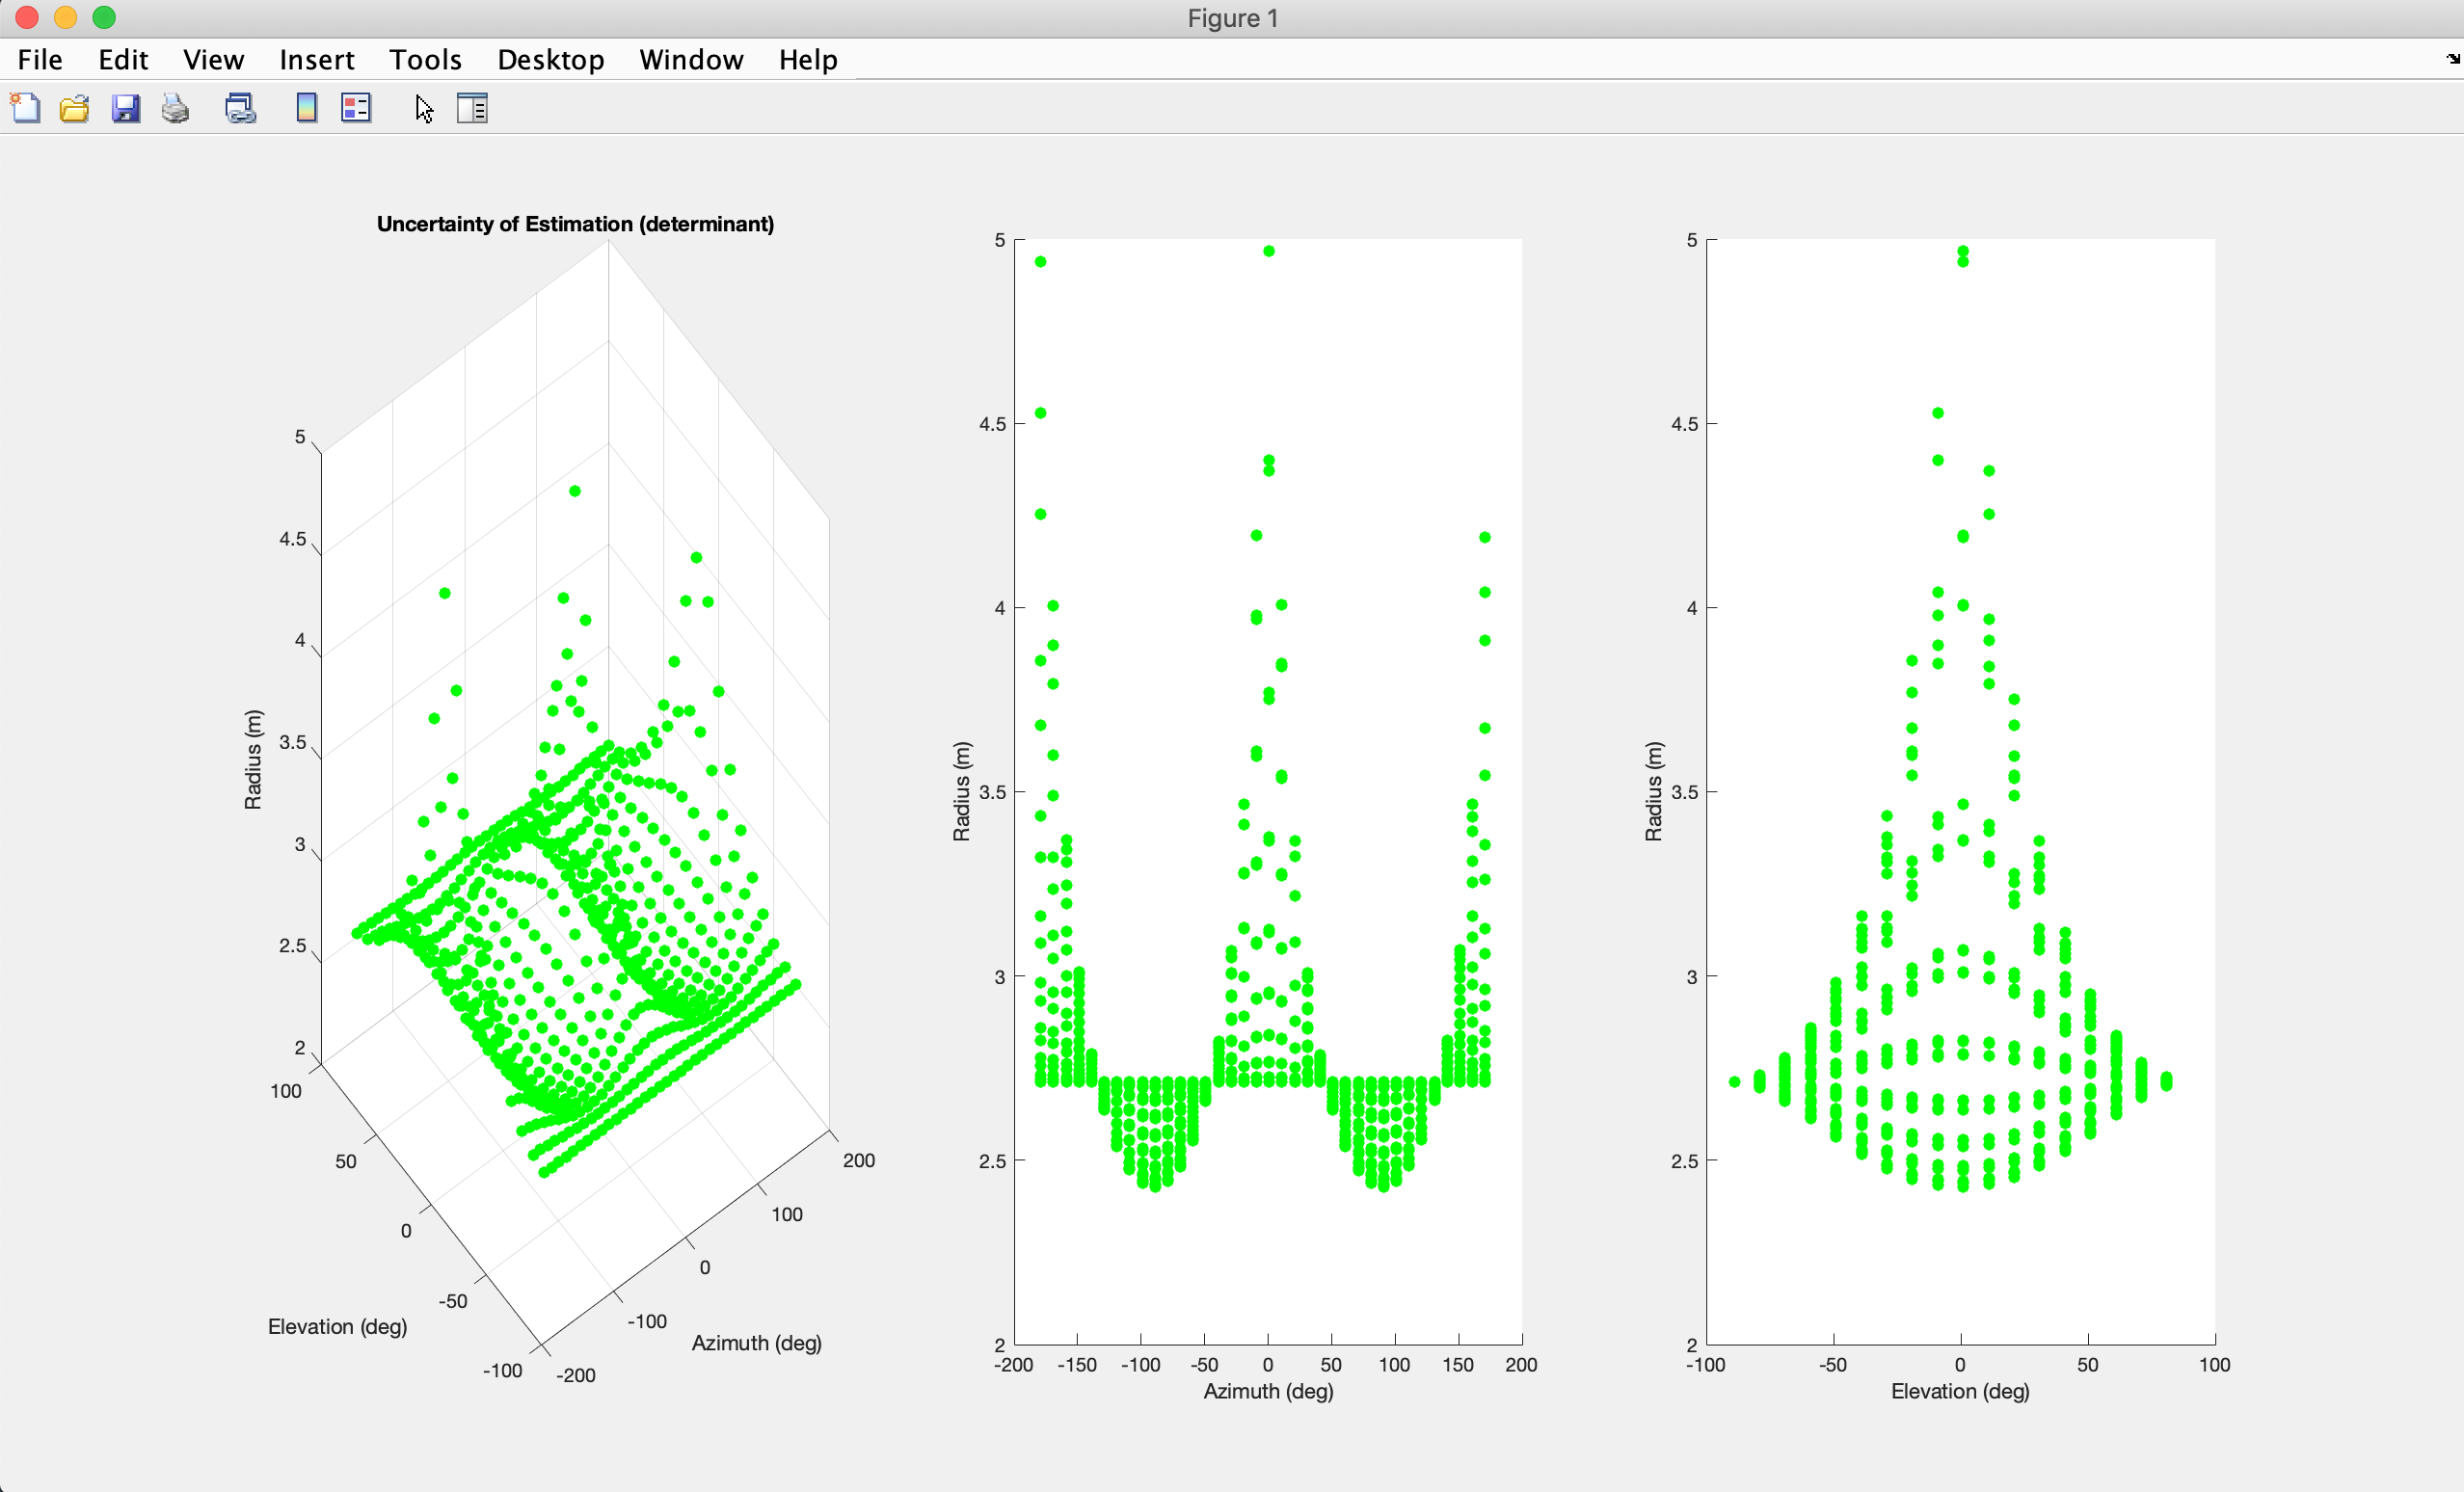 Figure 1
File Edit View Insert Tools Desktop Window Help
Uncertainty of Estimation (determinant)
5
4.5
4
3.5
3
2.5
2
Radius (m)
100
50
0
-50
-100
Elevation (deg)
-200
-100
0
100
200
Azimuth (deg)
5
4.5
4
3.5
3
2.5
2
Radius (m)
-200 -150 -100 -50 0 50 100 150 200
Azimuth (deg)
5
4.5
4
3.5
3
2.5
2
Radius (m)
-100 -50 0 50 100
Elevation (deg)